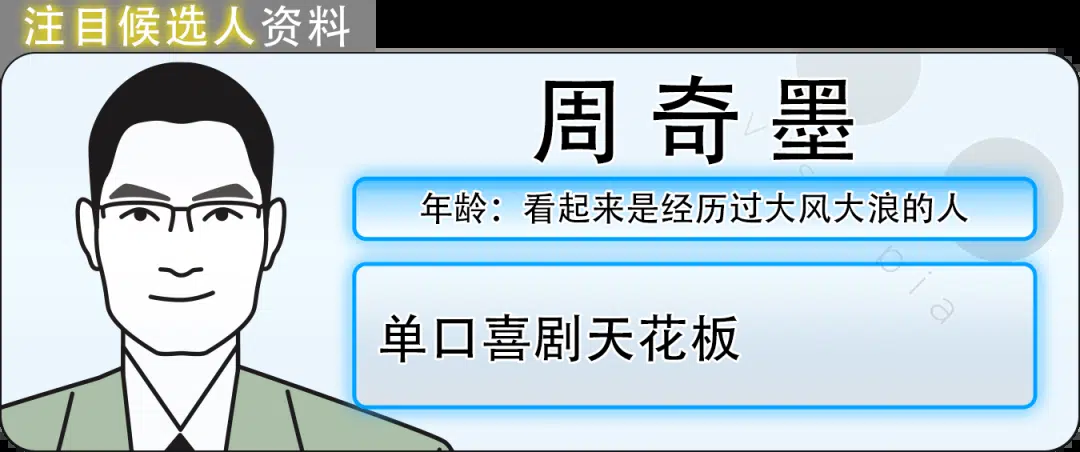 注目候选人资料
周奇墨
年龄：看起来是经历过大风大浪的人
单口喜剧天花板